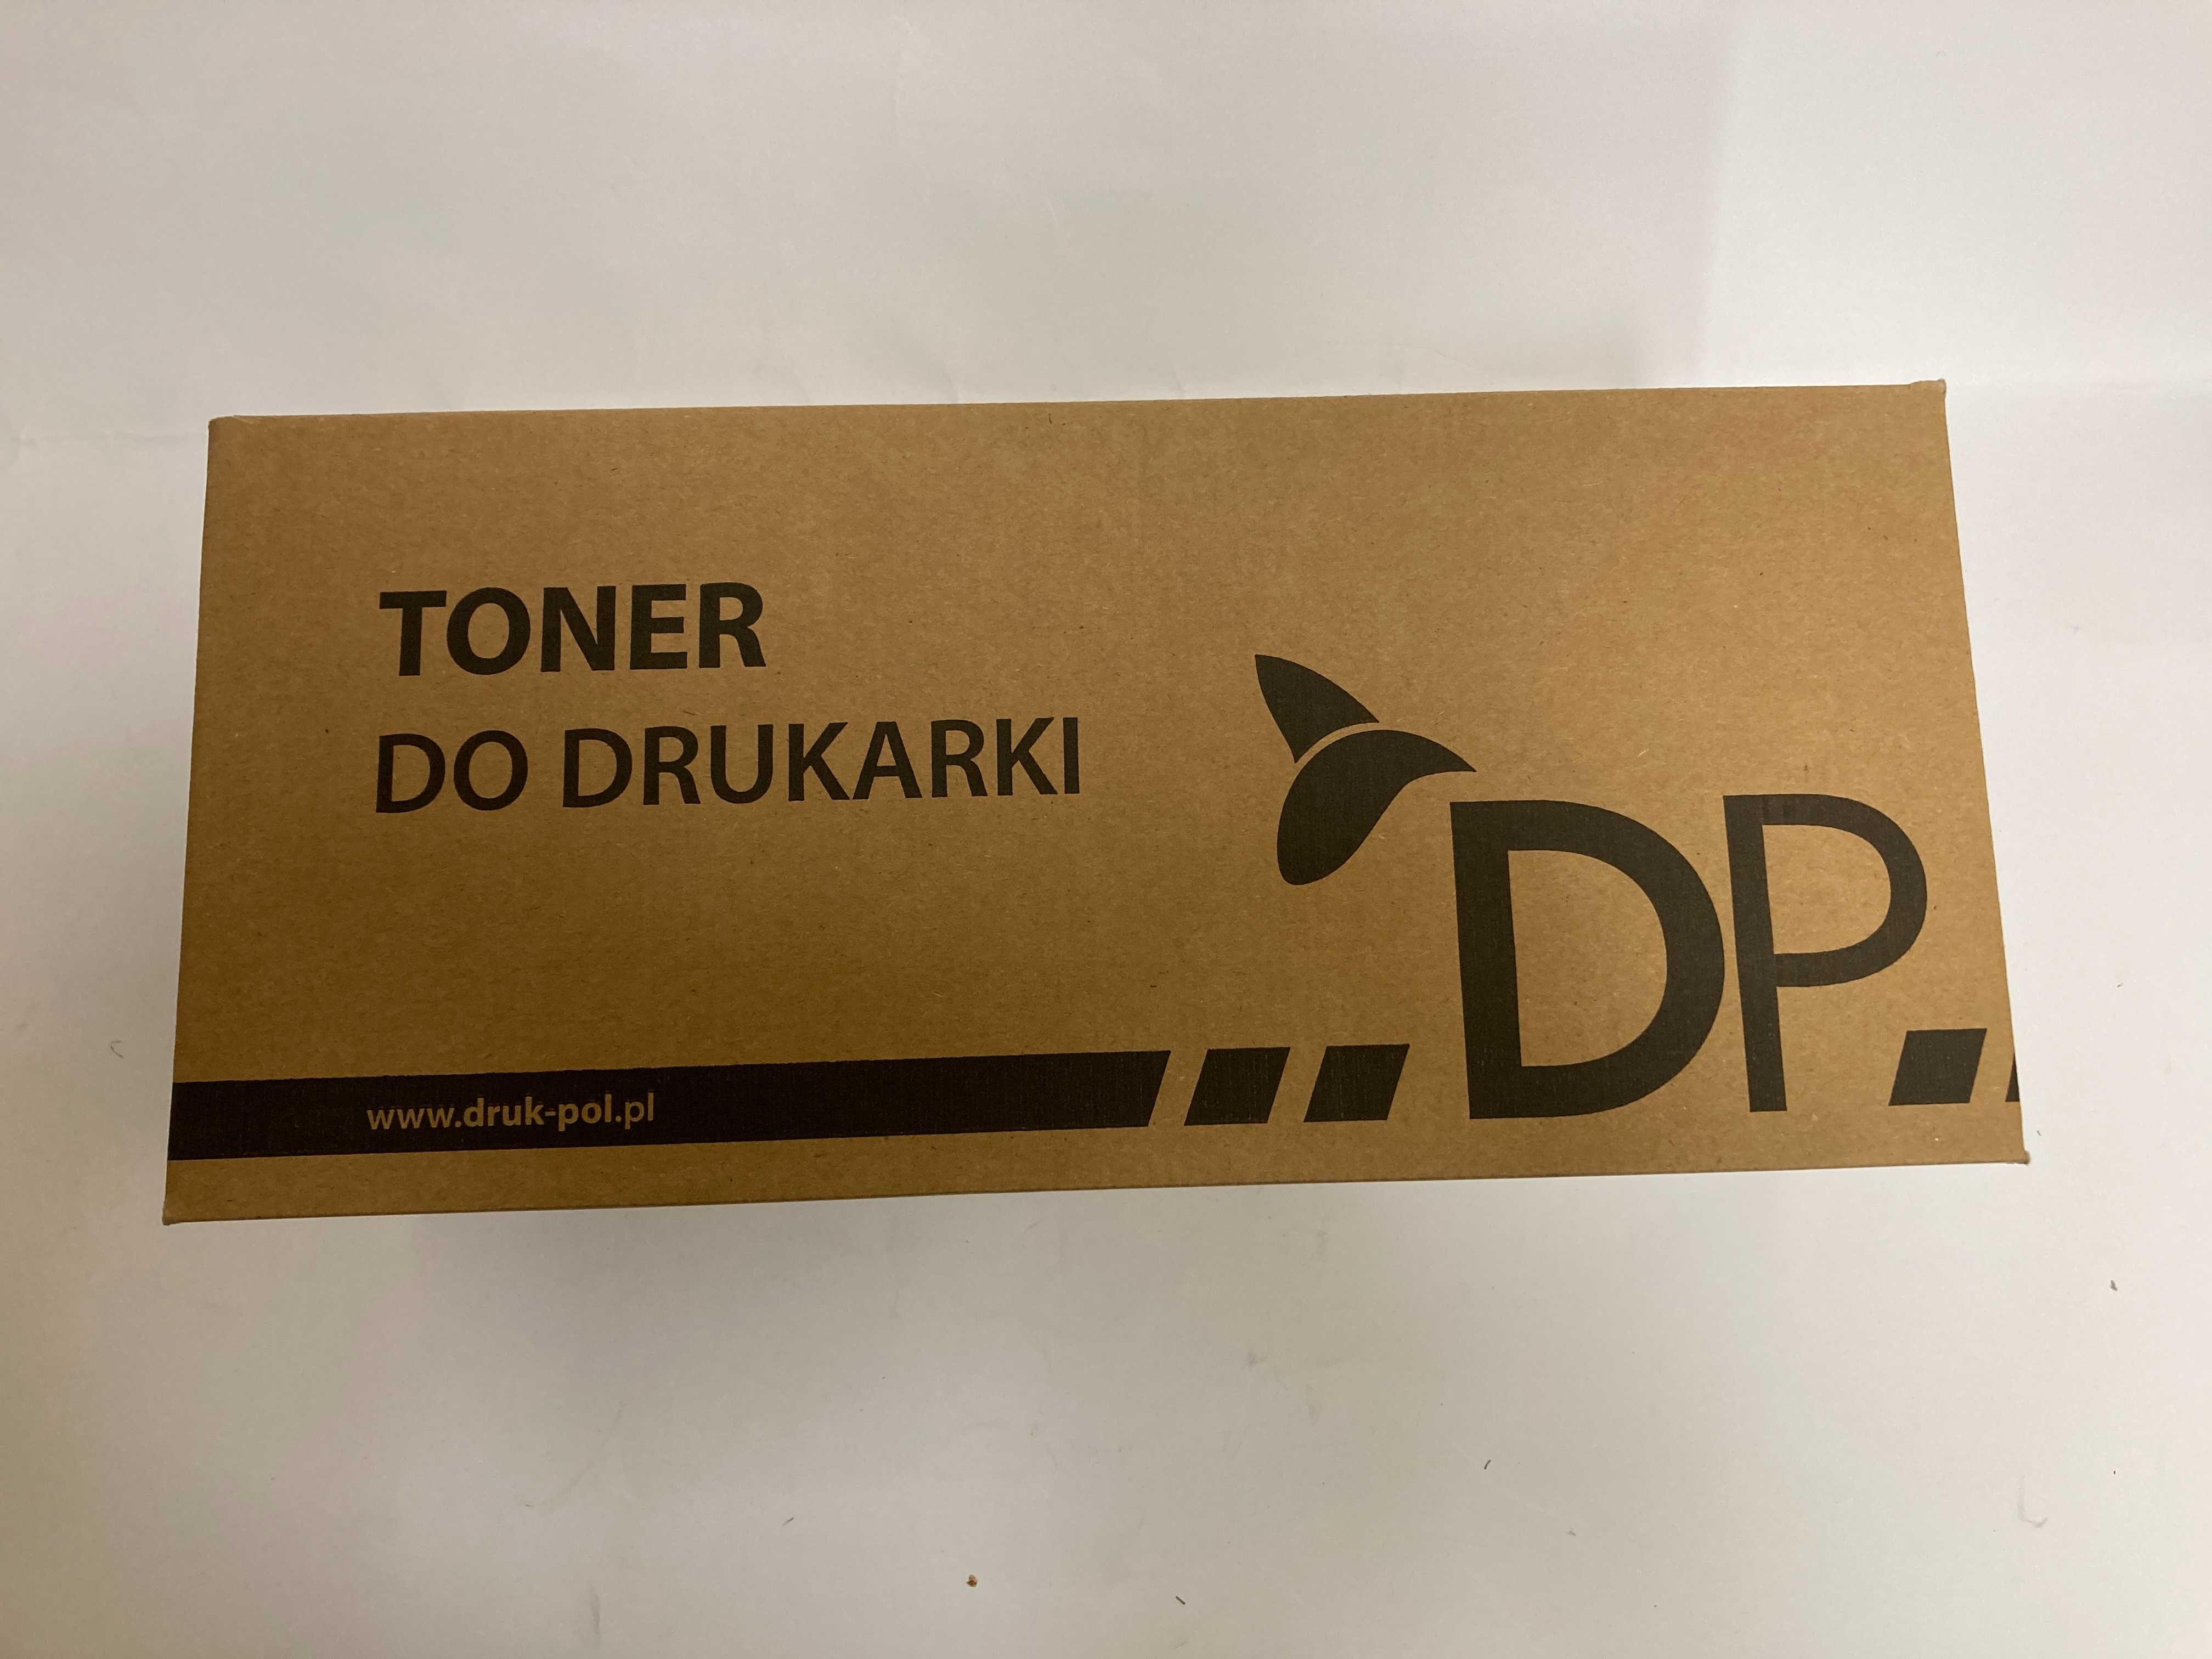 TONER
DO DRUKARKI
DP
www.druk-pol.pl